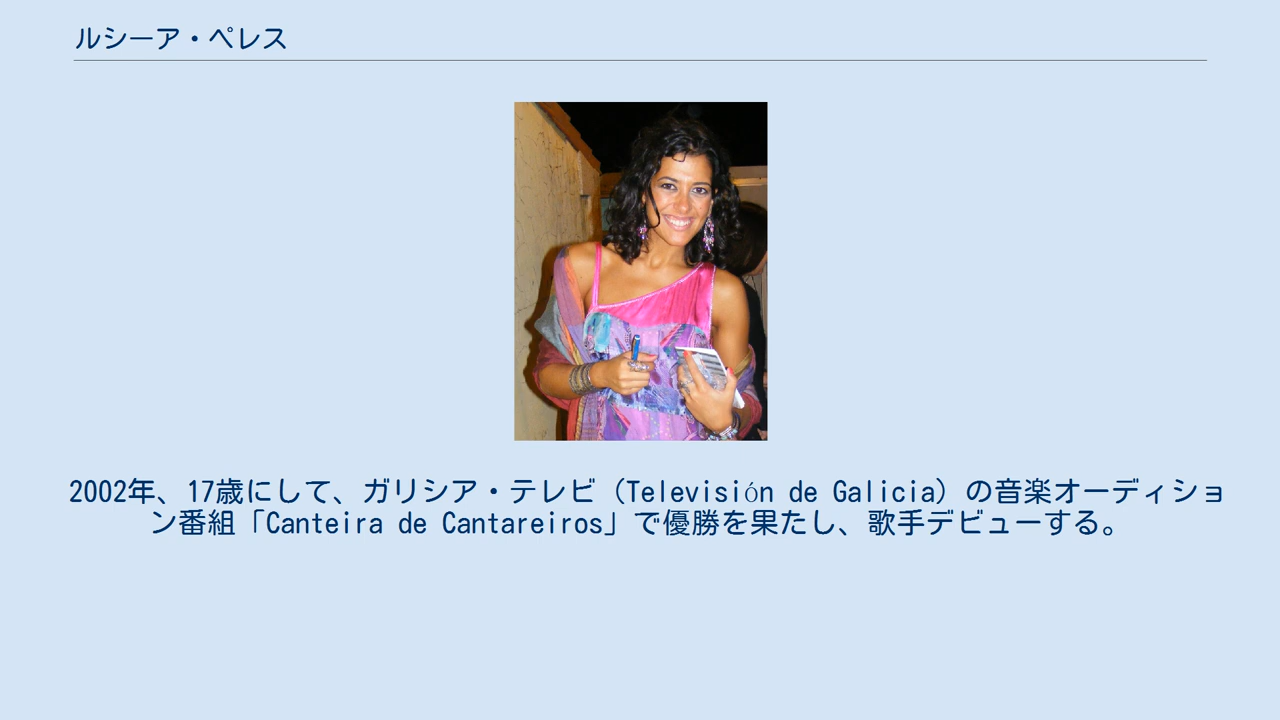 ルシーア・ペレス
2002年、17歳にして、ガリシア・テレビ（Televisión de Galicia）の音楽オーディショ
ン番組「Canteira de Cantareiros」で優勝を果たし、歌手デビューする。